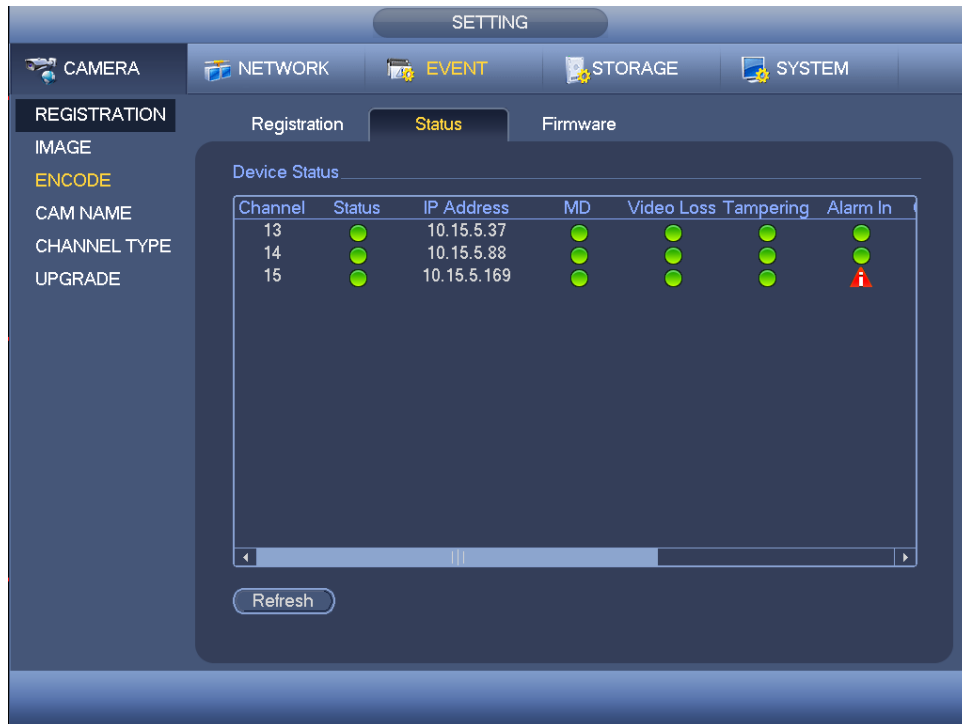 SETTING
CAMERA NETWORK EVENT STORAGE SYSTEM
REGISTRATION
IMAGE
ENCODE
CAM NAME
CHANNEL TYPE
UPGRADE
Registration Status Firmware
Device Status
Channel Status IP Address MD Video Loss Tampering Alarm In
13 10.15.5.37
14 10.15.5.88
15 10.15.5.169
Refresh